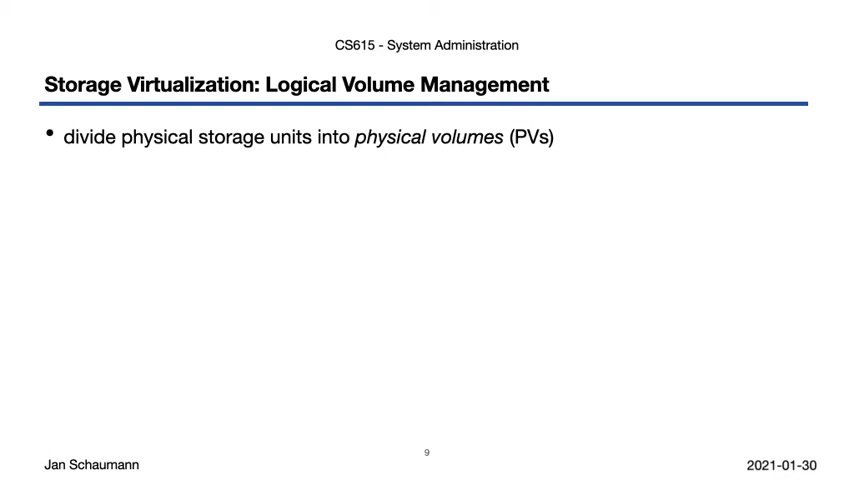 CS615 - System Administration
Storage Virtualization: Logical Volume Management
• divide physical storage units into physical volumes (PVs)
9
Jan Schaumann
2021-01-30